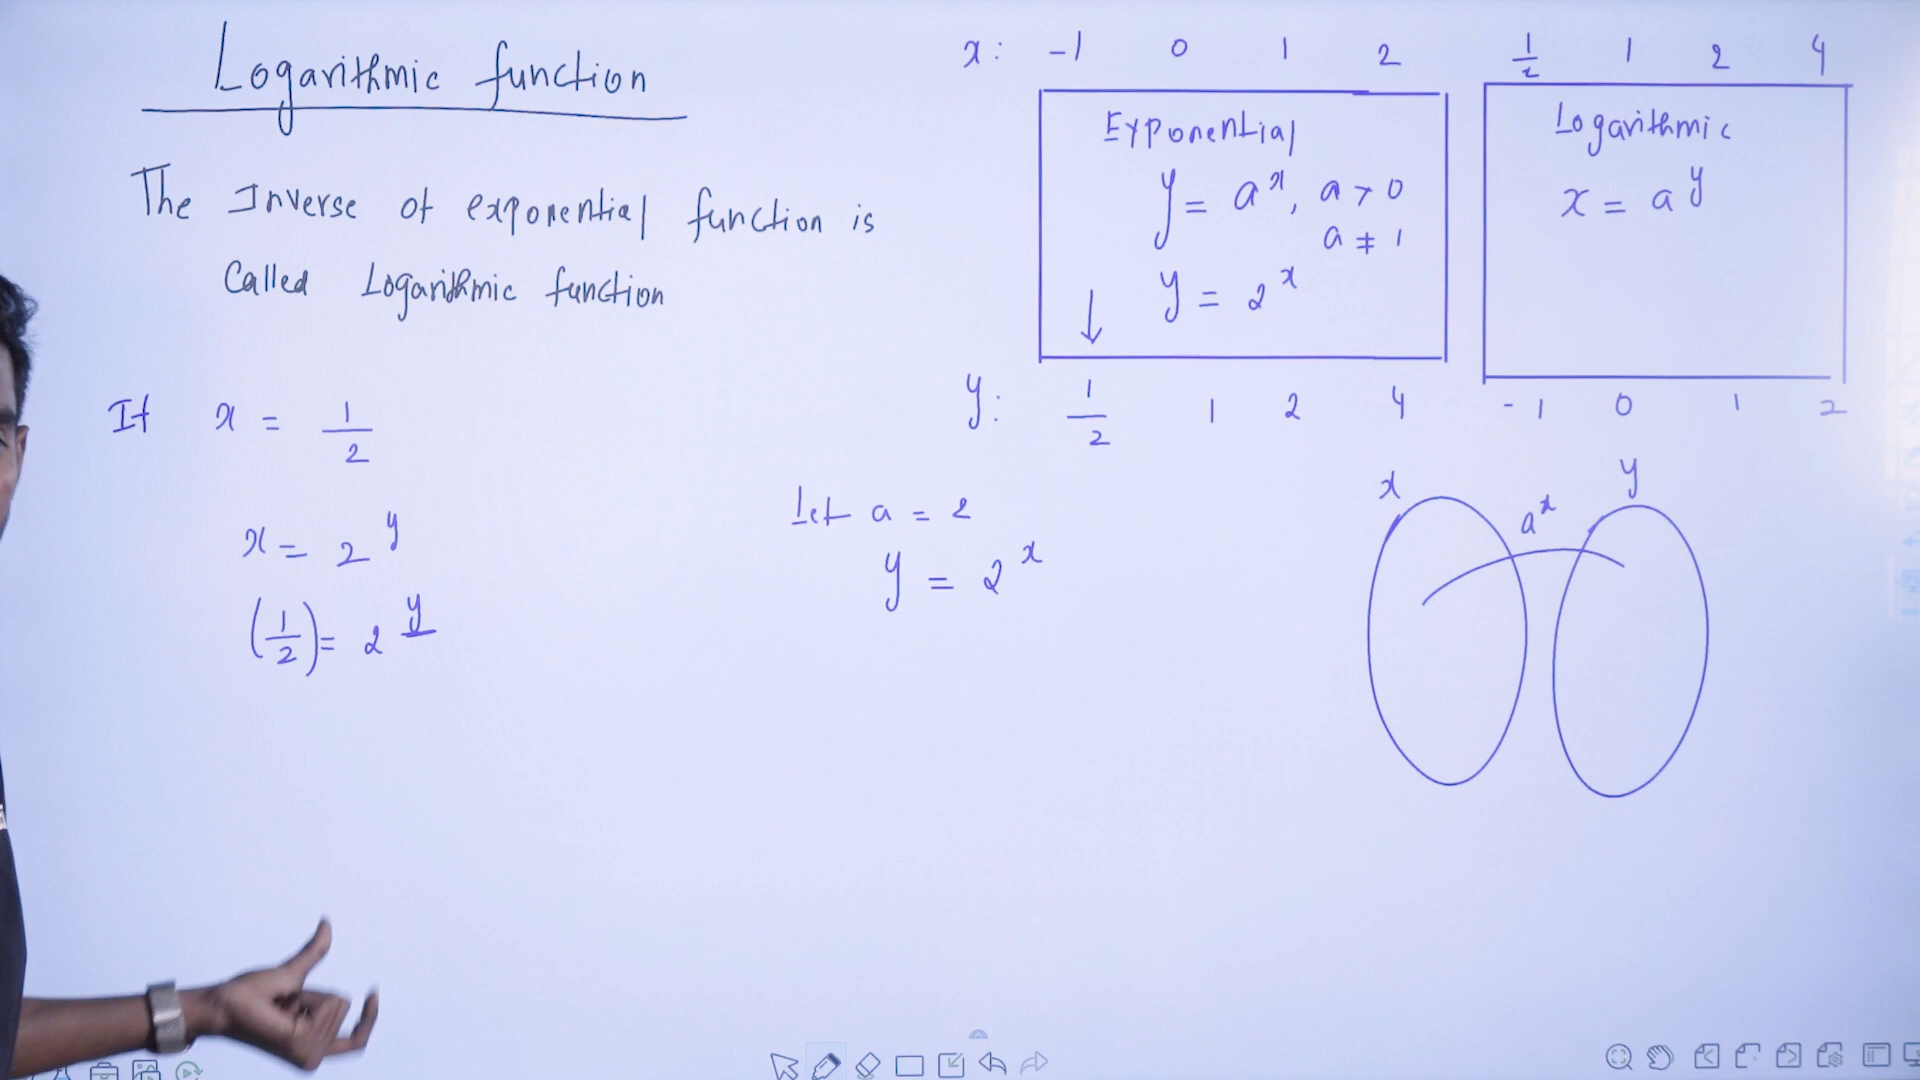 Logarithmic function
The Inverse of exponential function is
Called Logarithmic function
If x = 1/2
x = 2^y
(1/2) = 2^y
Let a = 2
y = 2^x
x: -1 0 1 2 1/2 1 2 4
Exponential
y = a^x, a > 0
a ≠ 1
y = 2^x
Logarithmic
x = a^y
y: 1/2 1 2 4 -1 0 1 2
x a^x y